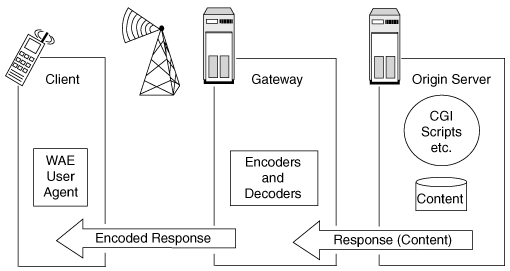 Client
Gateway
Origin Server
CGI
Scripts
etc.
WAE
User
Agent
Encoders
and
Decoders
Content
Encoded Response
Response (Content)